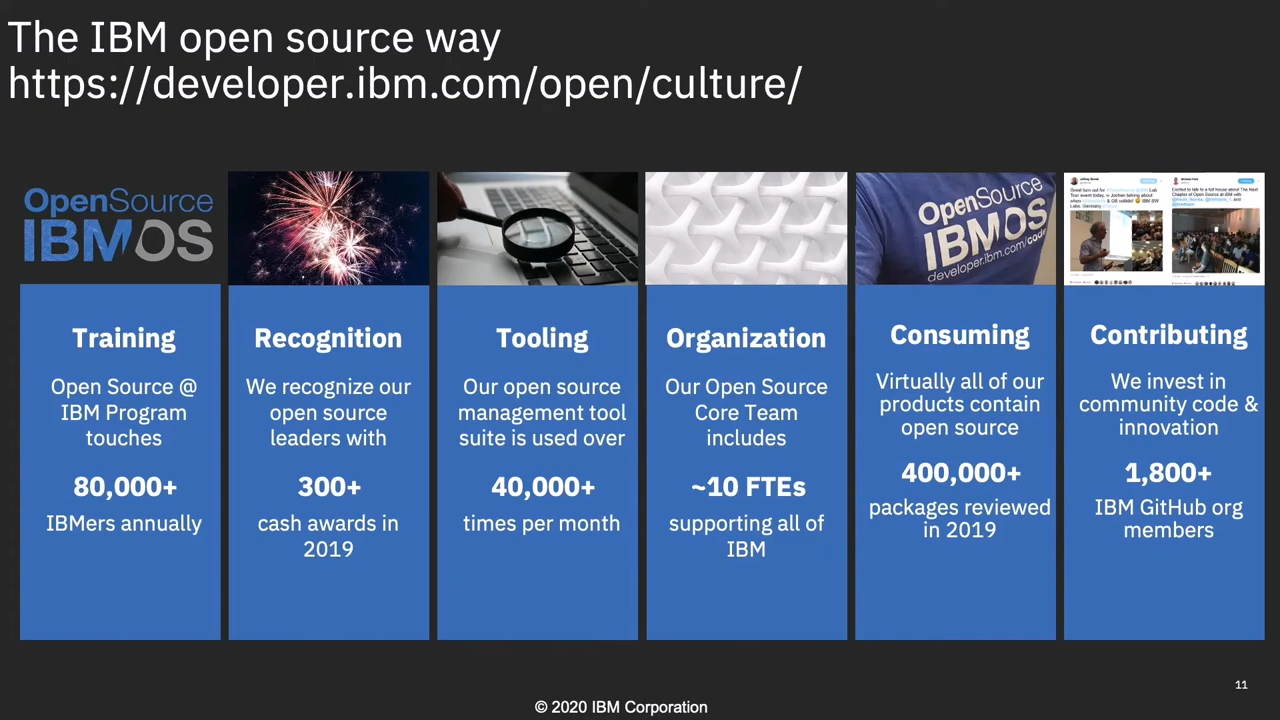 The IBM open source way
https://developer.ibm.com/open/culture/
OpenSource
IBMOS
Training
Open Source @
IBM Program
touches
80,000+
IBMers annually
Recognition
We recognize our
open source
leaders with
300+
cash awards in
2019
Tooling
Our open source
management tool
suite is used over
40,000+
times per month
Organization
Our Open Source
Core Team
includes
~10 FTEs
supporting all of
IBM
OpenSource
IBMOS
developer.ibm.com/code
Consuming
Virtually all of our
products contain
open source
400,000+
packages reviewed
in 2019
Contributing
We invest in
community code &
innovation
1,800+
IBM GitHub org
members
11
© 2020 IBM Corporation